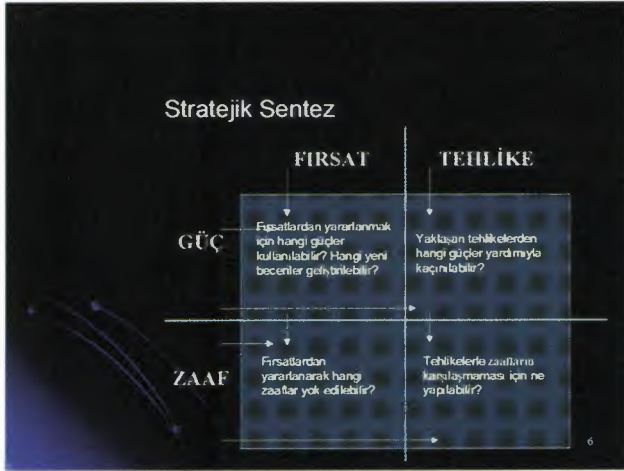 Stratejik Sentez
FIRSAT
TEHLİKE
GÜÇ
Fırsatlardan yararlanmak
için hangi güçler
kullanılabilir? Hangi yeni
beceriler geliştirilebilir?
Yaklaşan tehlikelerden
hangi güçler yardımıyla
kaçınılabilir?
ZAAF
Fırsatlardan
yararlanarak hangi
zaaflar yok edilebilir?
Tehlikelerle zaafların
karşılaşmaması için ne
yapılabilir?
6